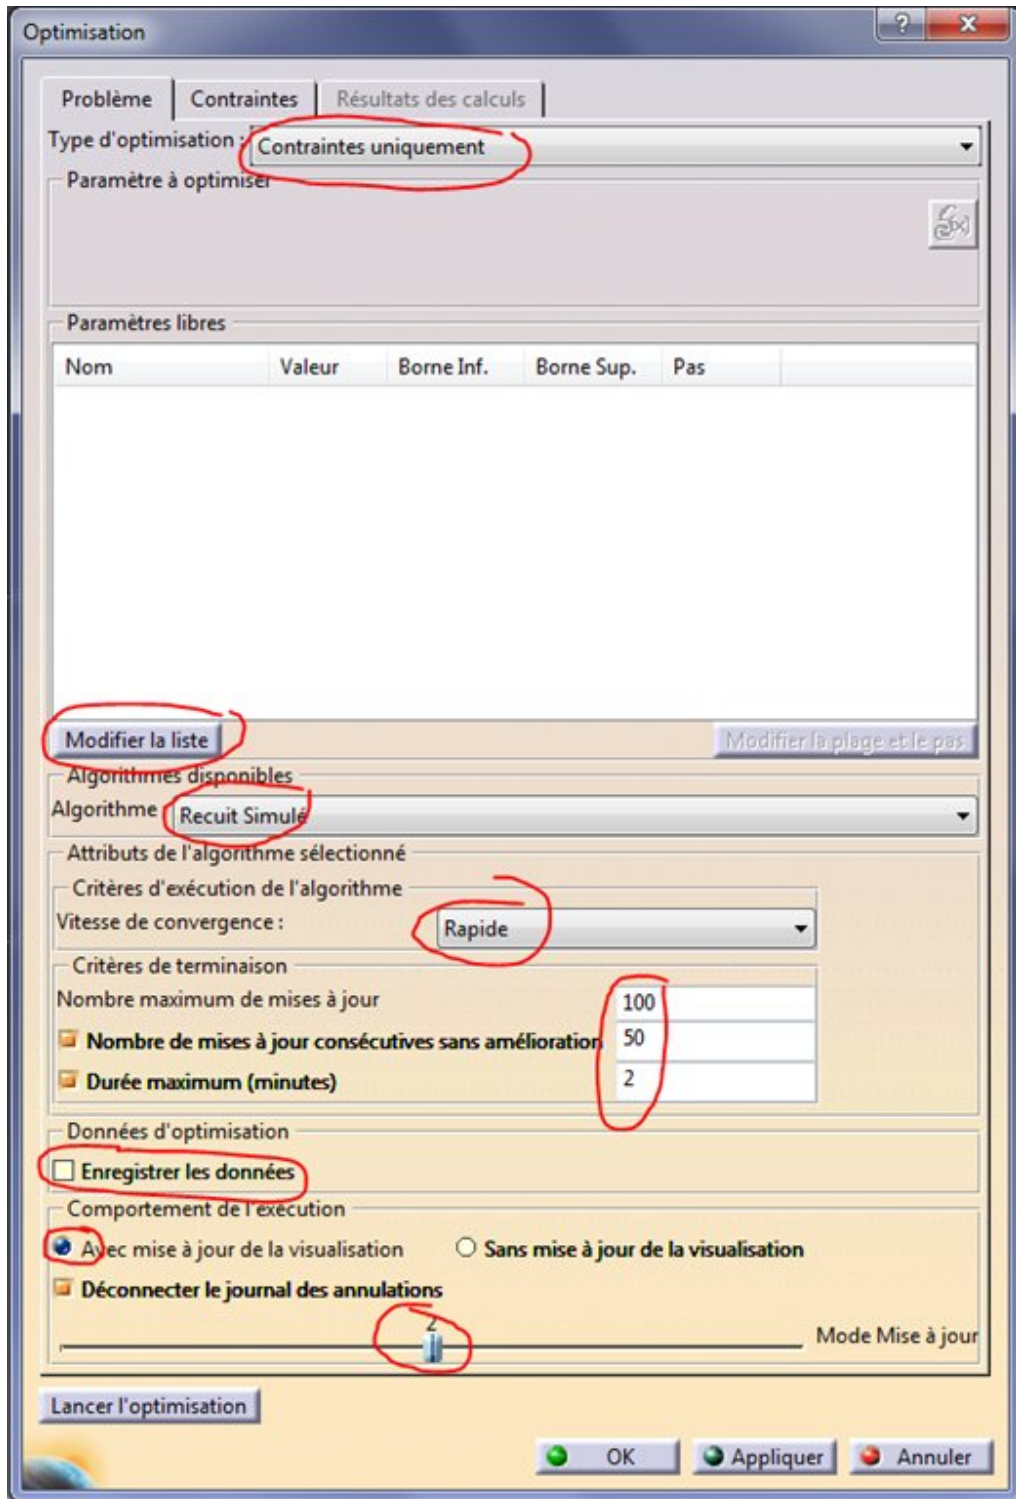 Optimisation
Problème Contraintes Résultats des calculs
Type d'optimisation : Contraintes uniquement
Paramètre à optimiser
Paramètres libres
Nom Valeur Borne Inf. Borne Sup. Pas
Modifier la liste Modifier la plage et le pas
Algorithmes disponibles
Algorithme Recuit Simulé
Attributs de l'algorithme sélectionné
Critères d'exécution de l'algorithme
Vitesse de convergence : Rapide
Critères de terminaison
Nombre maximum de mises à jour 100
Nombre de mises à jour consécutives sans amélioration 50
Durée maximum (minutes) 2
Données d'optimisation
Enregistrer les données
Comportement de l'exécution
Avec mise à jour de la visualisation Sans mise à jour de la visualisation
Déconnecter le journal des annulations
2
Mode Mise à jour
Lancer l'optimisation
OK Appliquer Annuler